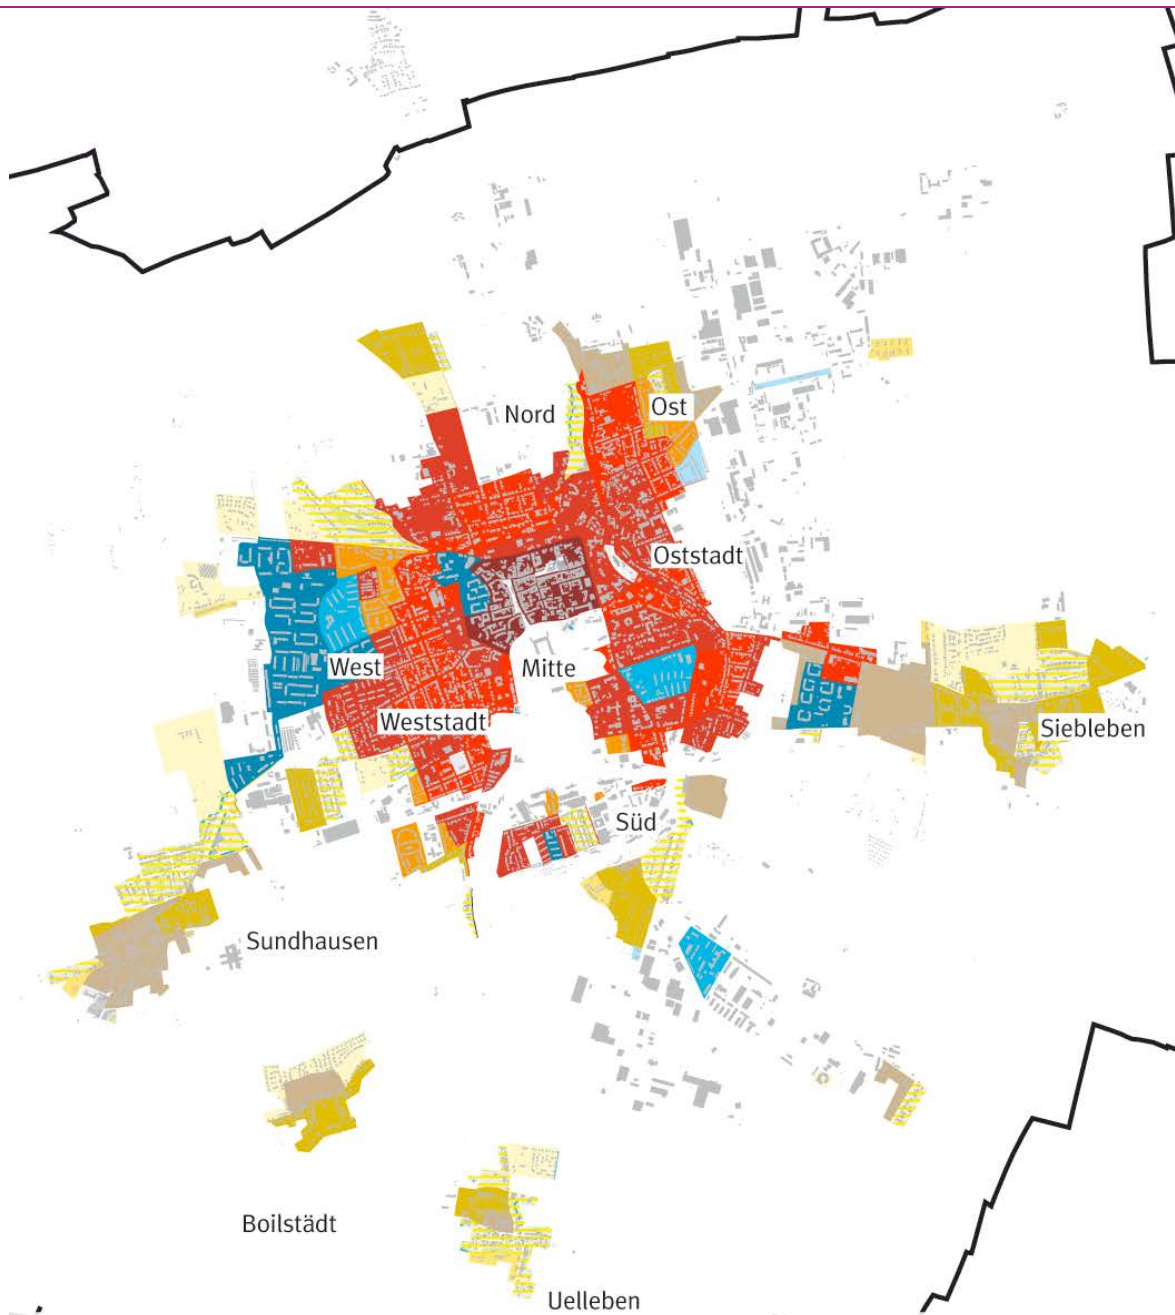 Nord
Ost
Oststadt
West
Mitte
Weststadt
Siebleben
Süd
Sundhausen
Boilstädt
Uelleben